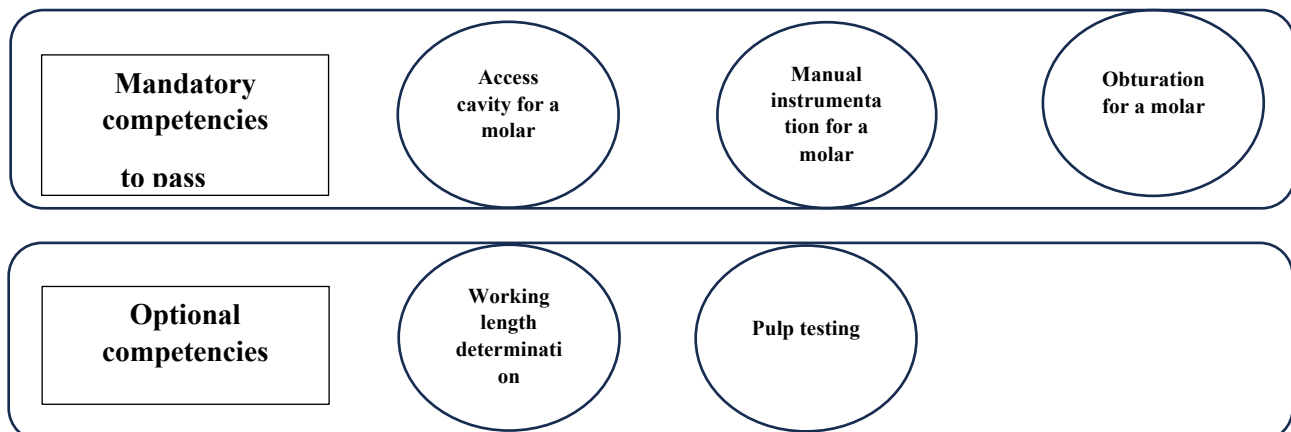 Mandatory
competencies
to pass
Access
cavity for a
molar
Manual
instrumenta
tion for a
molar
Obturation
for a molar
Optional
competencies
Working
length
determinati
on
Pulp testing